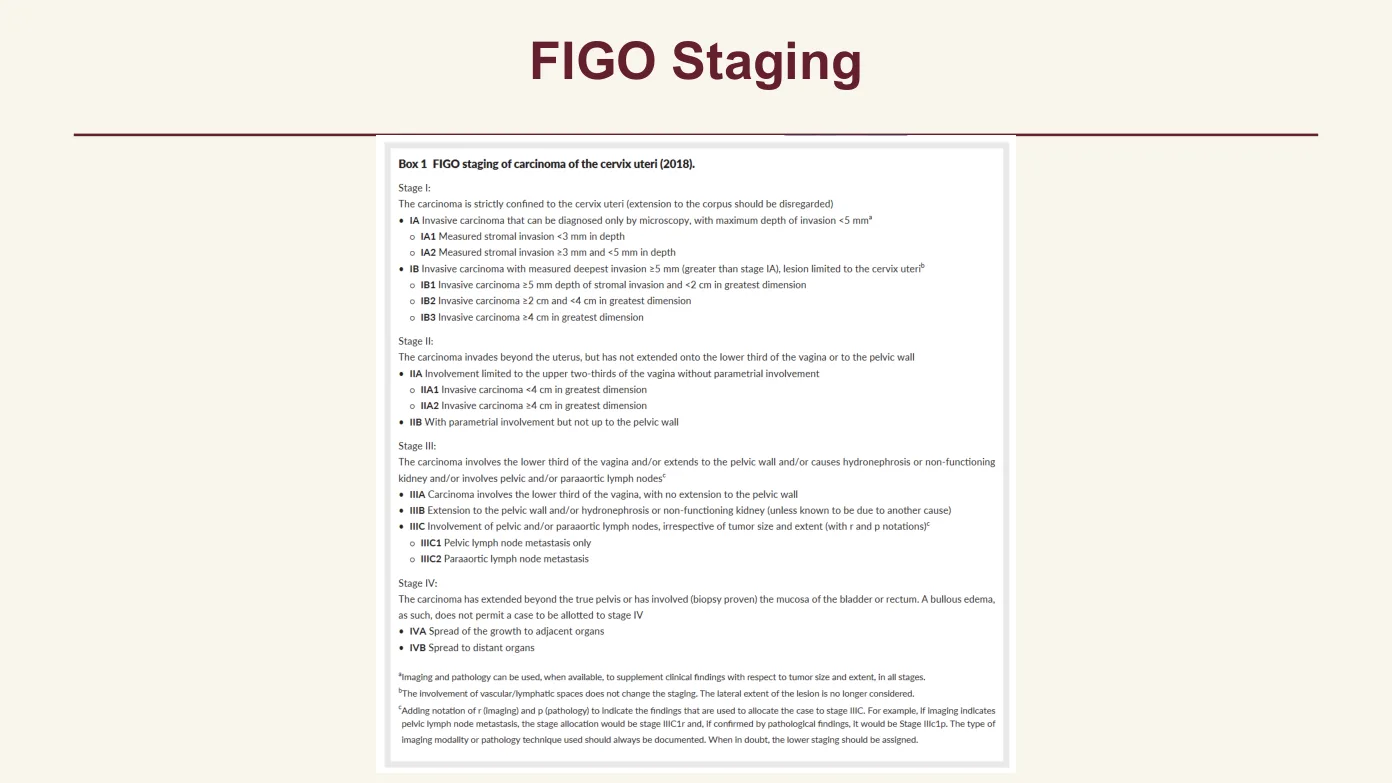 FIGO Staging
Box 1 FIGO staging of carcinoma of the cervix uteri (2018).
Stage I:
The carcinoma is strictly confined to the cervix uteri (extension to the corpus should be disregarded)
• IA Invasive carcinoma that can be diagnosed only by microscopy, with maximum depth of invasion <5 mmᵃ
○ IA1 Measured stromal invasion <3 mm in depth
○ IA2 Measured stromal invasion ≥3 mm and <5 mm in depth
• IB Invasive carcinoma with measured deepest invasion ≥5 mm (greater than stage IA), lesion limited to the cervix uteriᵇ
○ IB1 Invasive carcinoma ≥5 mm depth of stromal invasion and <2 cm in greatest dimension
○ IB2 Invasive carcinoma ≥2 cm and <4 cm in greatest dimension
○ IB3 Invasive carcinoma ≥4 cm in greatest dimension
Stage II:
The carcinoma invades beyond the uterus, but has not extended onto the lower third of the vagina or to the pelvic wall
• IIA Involvement limited to the upper two-thirds of the vagina without parametrial involvement
○ IIA1 Invasive carcinoma <4 cm in greatest dimension
○ IIA2 Invasive carcinoma ≥4 cm in greatest dimension
• IIB With parametrial involvement but not up to the pelvic wall
Stage III:
The carcinoma involves the lower third of the vagina and/or extends to the pelvic wall and/or causes hydronephrosis or non-functioning
kidney and/or involves pelvic and/or paraaortic lymph nodesᶜ
• IIIA Carcinoma involves the lower third of the vagina, with no extension to the pelvic wall
• IIIB Extension to the pelvic wall and/or hydronephrosis or non-functioning kidney (unless known to be due to another cause)
• IIIC Involvement of pelvic and/or paraaortic lymph nodes, irrespective of tumor size and extent (with r and p notations)ᶜ
○ IIIC1 Pelvic lymph node metastasis only
○ IIIC2 Paraaortic lymph node metastasis
Stage IV:
The carcinoma has extended beyond the true pelvis or has involved (biopsy proven) the mucosa of the bladder or rectum. A bullous edema,
as such, does not permit a case to be allotted to stage IV
• IVA Spread of the growth to adjacent organs
• IVB Spread to distant organs
ᵃImaging and pathology can be used, when available, to supplement clinical findings with respect to tumor size and extent, in all stages.
ᵇThe involvement of vascular/lymphatic spaces does not change the staging. The lateral extent of the lesion is no longer considered.
ᶜAdding notation of r (imaging) and p (pathology) to indicate the findings that are used to allocate the case to stage IIIC. For example, if imaging indicates
pelvic lymph node metastasis, the stage allocation would be stage IIIC1r and, if confirmed by pathological findings, it would be Stage IIIc1p. The type of
imaging modality or pathology technique used should always be documented. When in doubt, the lower staging should be assigned.